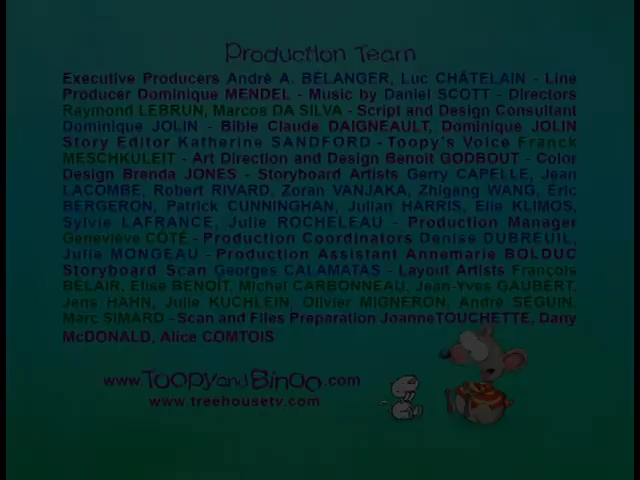 Production Team
Executive Producers André A. BÉLANGER, Luc CHÂTELAIN - Line
Producer Dominique MENDEL - Music by Daniel SCOTT - Directors
Raymond LEBRUN, Marcos DA SILVA - Script and Design Consultant
Dominique JOLIN - Bible Claude DAIGNEAULT, Dominique JOLIN
Story Editor Katherine SANDFORD - Toopy's Voice Franck
MESCHKULEIT - Art Direction and Design Benoit GODBOUT - Color
Design Brenda JONES - Storyboard Artists Gerry CAPELLE, Jean
LACOMBE, Robert RIVARD, Zoran VANJAKA, Zhigang WANG, Eric
BERGERON, Patrick CUNNINGHAN, Julian HARRIS, Elie KLIMOS,
Sylvie LAFRANCE, Julie ROCHELEAU - Production Manager
Geneviève CÔTÉ - Production Coordinators Denise DUBREUIL,
Julie MONGEAU - Production Assistant Annemarie BOLDUC
Storyboard Scan Georges CALAMATAS - Layout Artists François
BELAIR, Elise BENOÎT, Michel CARBONNEAU, Jean-Yves GAUBERT,
Jens HAHN, Julie KUCHLEIN, Olivier MIGNERON, André SEGUIN,
Marc SIMARD - Scan and Files Preparation JoanneTOUCHETTE, Dany
McDONALD, Alice COMTOIS
www.ToopyandBinoo.com
www.treehousetv.com